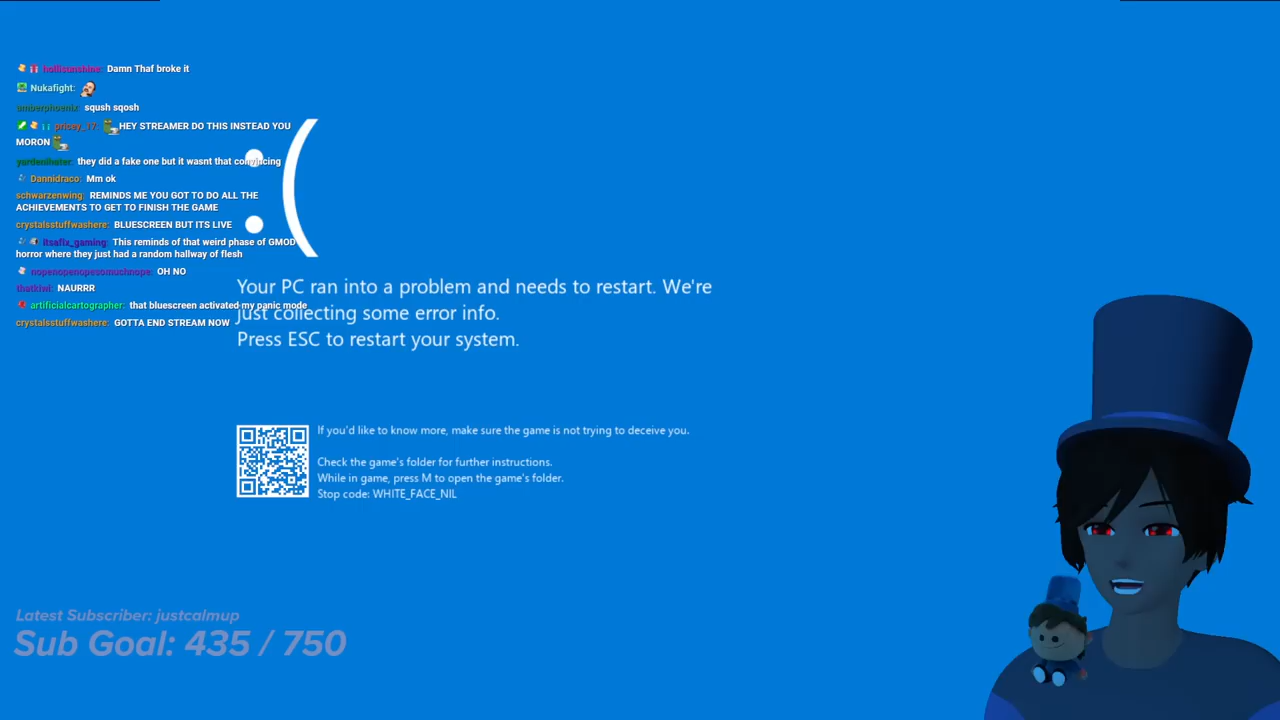 hollistinshine: Damn Thaf broke it
Nukafight:
amberphoenix: sqush sqosh
pricey_17: HEY STREAMER DO THIS INSTEAD YOU
MORON
yordenihater: they did a fake one but it wasnt that convincing
Dannidraco: Mm ok
schwarzenwing: REMINDS ME YOU GOT TO DO ALL THE
ACHIEVEMENTS TO GET TO FINISH THE GAME
crystalsstuffwashere: BLUESCREEN BUT ITS LIVE
itsafix_gaming: This reminds of that weird phase of GMOD
horror where they just had a random hallway of flesh
nopenopenopesomuchnope: OH NO
thatkiwi: NAURRR
artificialcartographer: that bluescreen activated my panic mode
crystalsstuffwashere: GOTTA END STREAM NOW
:(
Your PC ran into a problem and needs to restart. We're
just collecting some error info.
Press ESC to restart your system.
If you'd like to know more, make sure the game is not trying to deceive you.
Check the game's folder for further instructions.
While in game, press M to open the game's folder.
Stop code: WHITE_FACE_NIL
Latest Subscriber: justcalmup
Sub Goal: 435 / 750